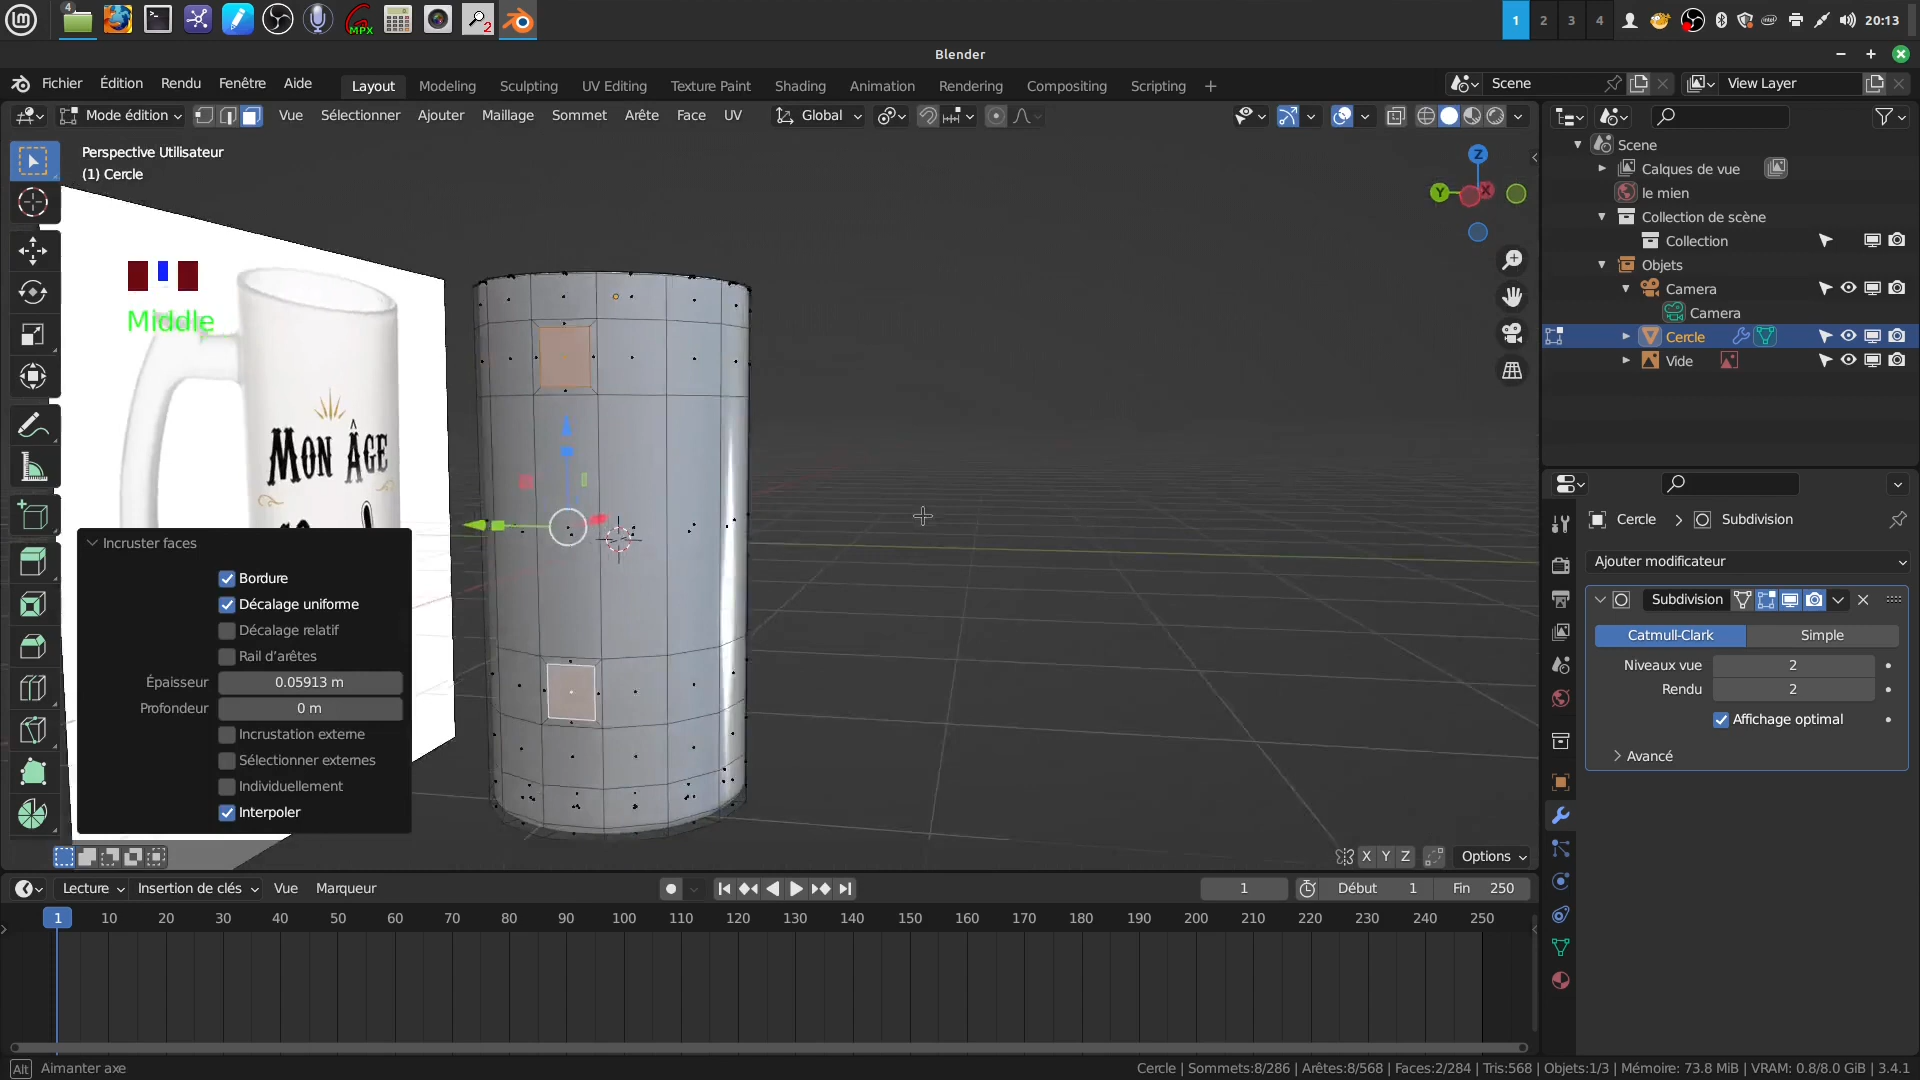 4
MPX
2
1
2
3
4
20:13
Blender
Fichier Édition Rendu Fenêtre Aide
Layout Modeling Sculpting UV Editing Texture Paint Shading Animation Rendering Compositing Scripting +
Scene
View Layer
Mode édition
Vue Sélectionner Ajouter Maillage Sommet Arête Face UV
Global
Perspective Utilisateur
(1) Cercle
Z
Y
X
Middle
MON ÂGE
Scene
Calques de vue
le mien
Collection de scène
Collection
Objets
Camera
Camera
Cercle
Vide
Cercle > Subdivision
Ajouter modificateur
Subdivision
Catmull-Clark Simple
Niveaux vue 2
Rendu 2
Affichage optimal
Avancé
Incruster faces
Bordure
Décalage uniforme
Décalage relatif
Rail d’arêtes
Épaisseur 0.05913 m
Profondeur 0 m
Incrustation externe
Sélectionner externes
Individuellement
Interpoler
X Y Z Options
Lecture Insertion de clés Vue Marqueur
1
Début 1
Fin 250
1 10 20 30 40 50 60 70 80 90 100 110 120 130 140 150 160 170 180 190 200 210 220 230 240 250
Alt Aimanter axe
Cercle | Sommets:8/286 | Arêtes:8/568 | Faces:2/284 | Tris:568 | Objets:1/3 | Mémoire: 73.8 MiB | VRAM: 0.8/8.0 GiB | 3.4.1